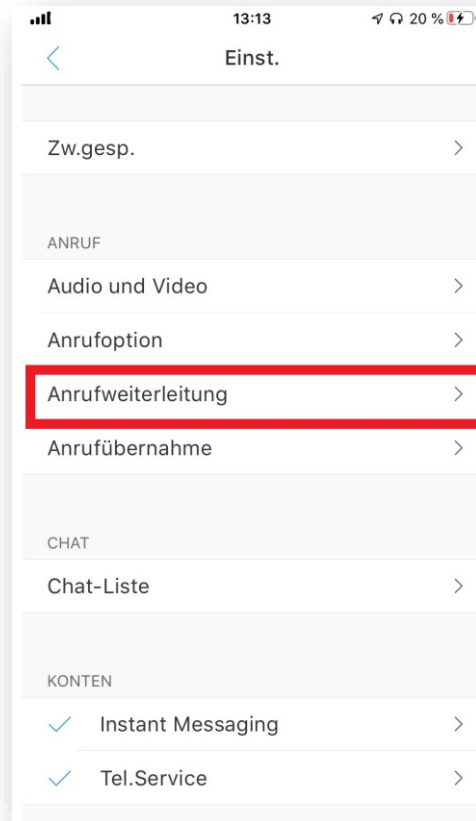 13:13
20 %
Einst.
Zw.gesp.
ANRUF
Audio und Video
Anrufoption
Anrufweiterleitung
Anrufübernahme
CHAT
Chat-Liste
KONTEN
Instant Messaging
Tel.Service